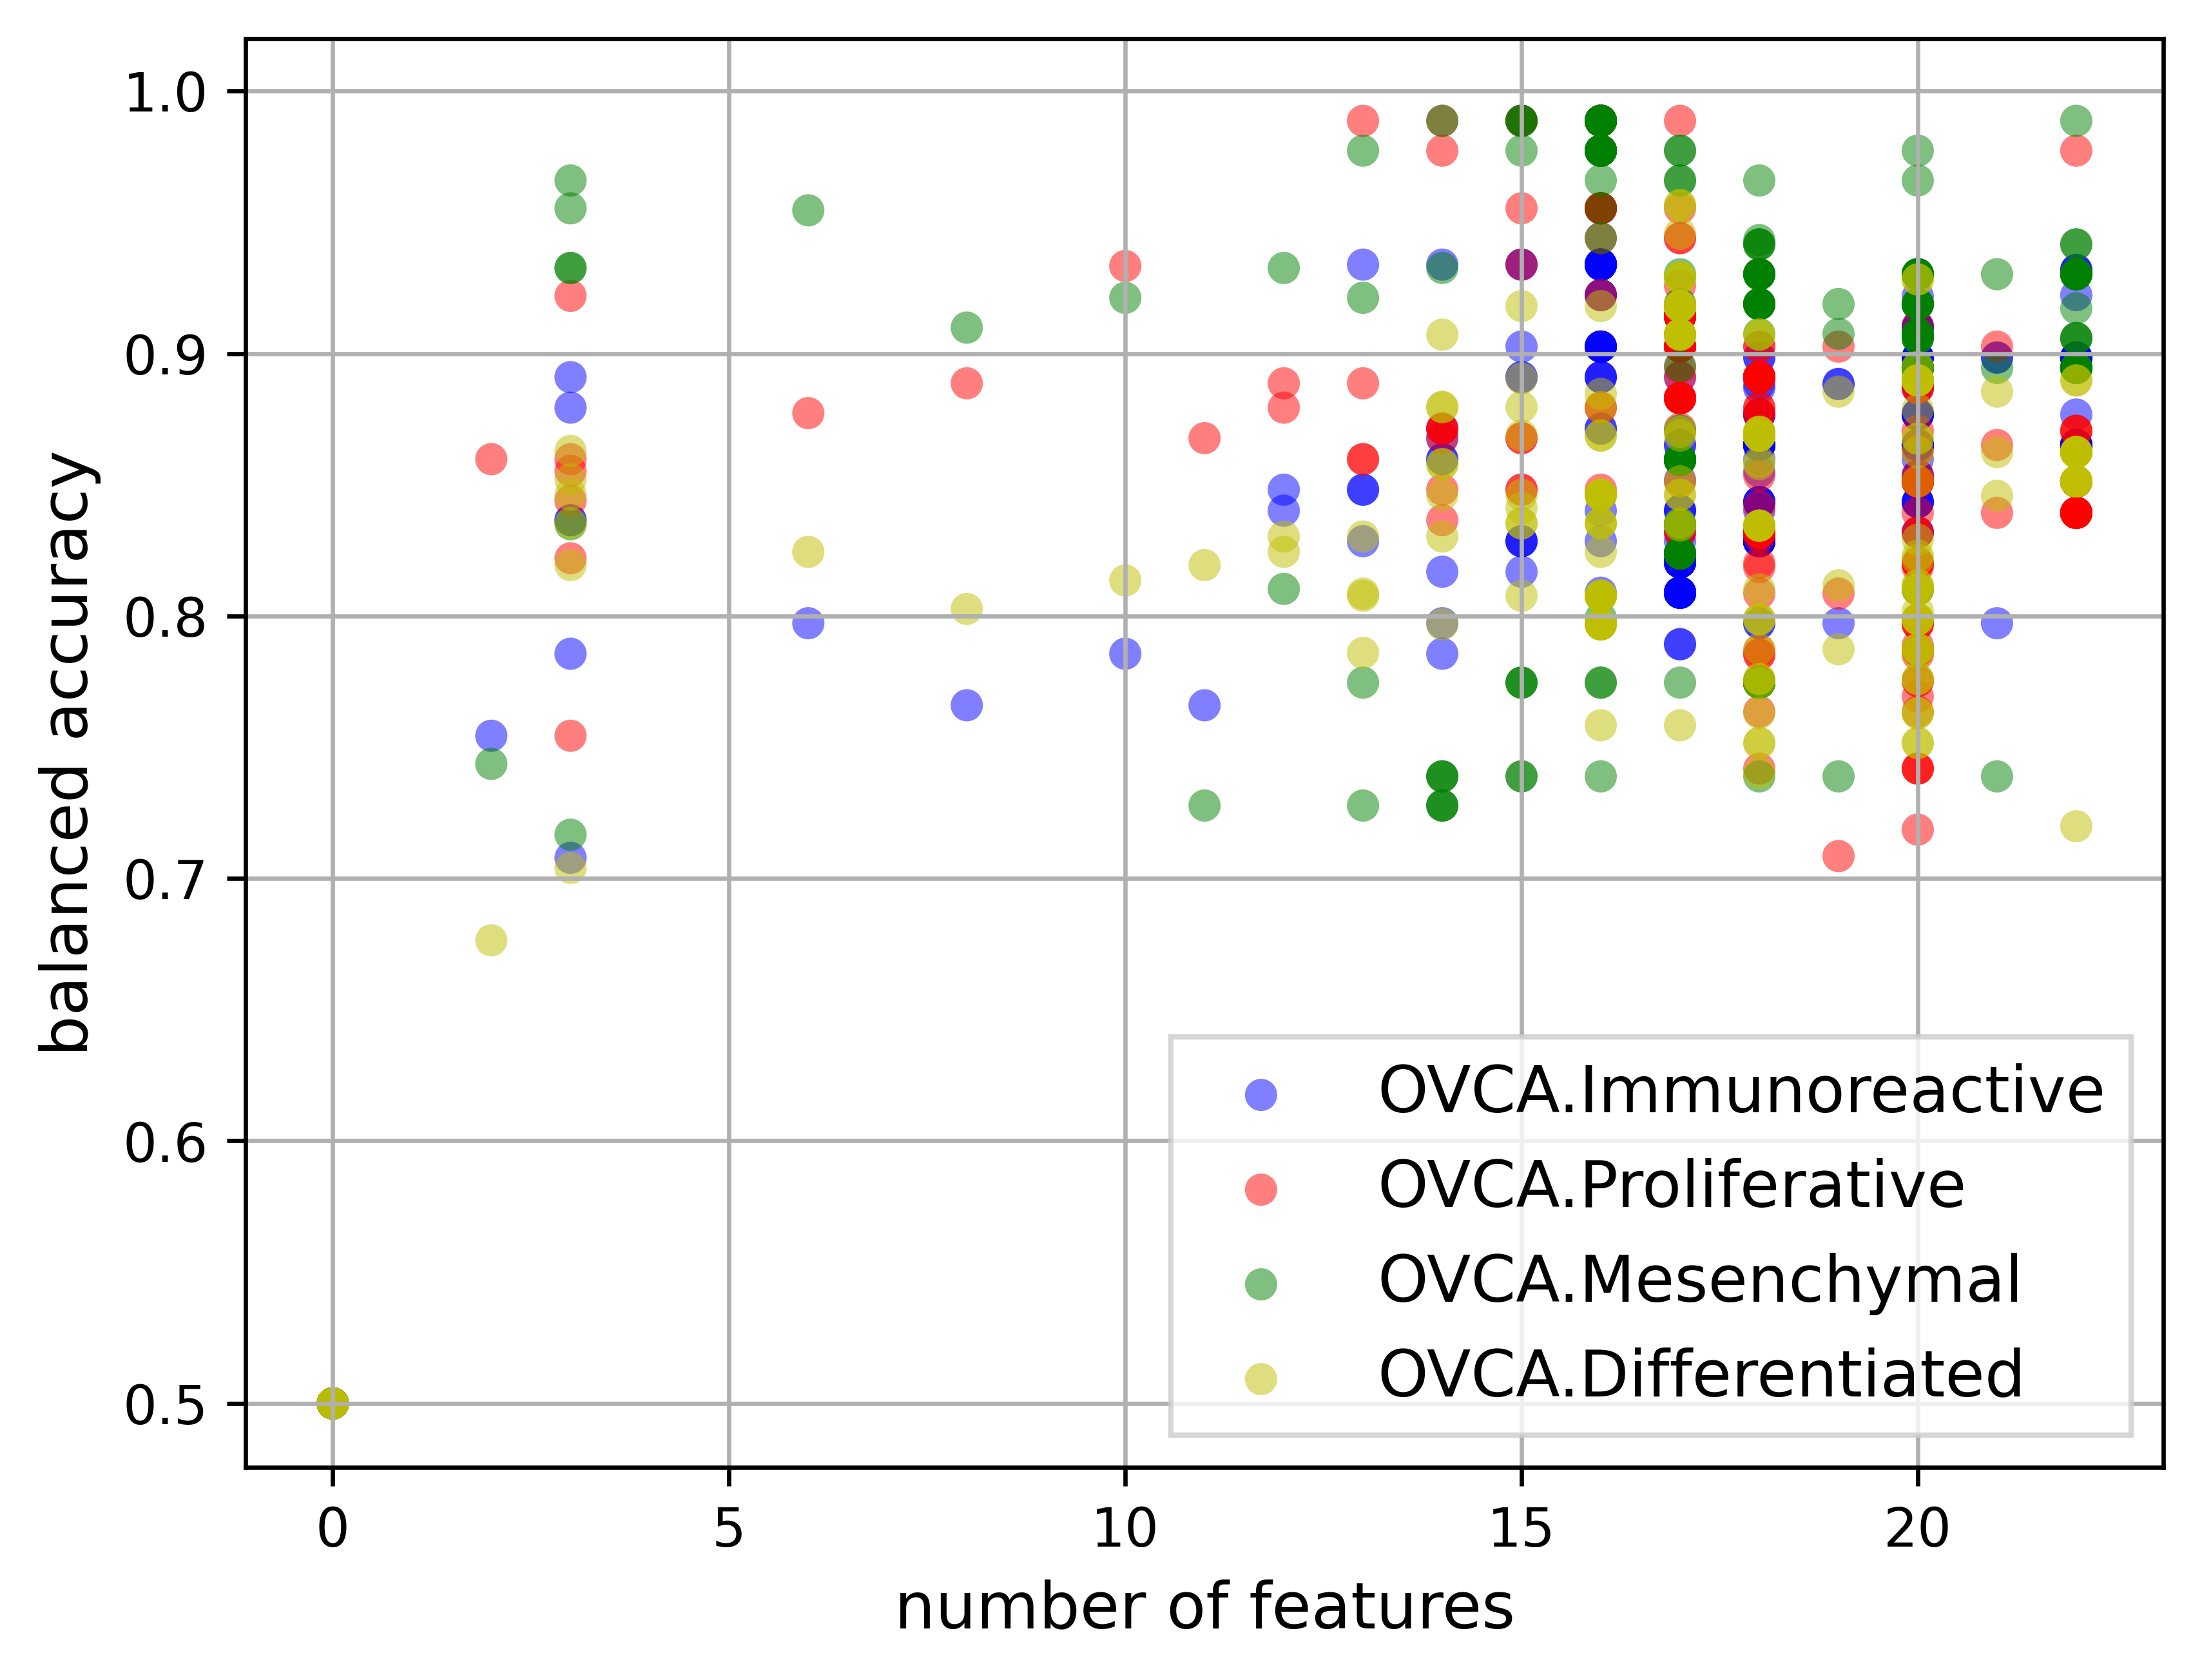 1.0
0.9
0.8
0.7
0.6
0.5
balanced accuracy
OVCA.Immunoreactive
OVCA.Proliferative
OVCA.Mesenchymal
OVCA.Differentiated
0 5 10 15 20
number of features